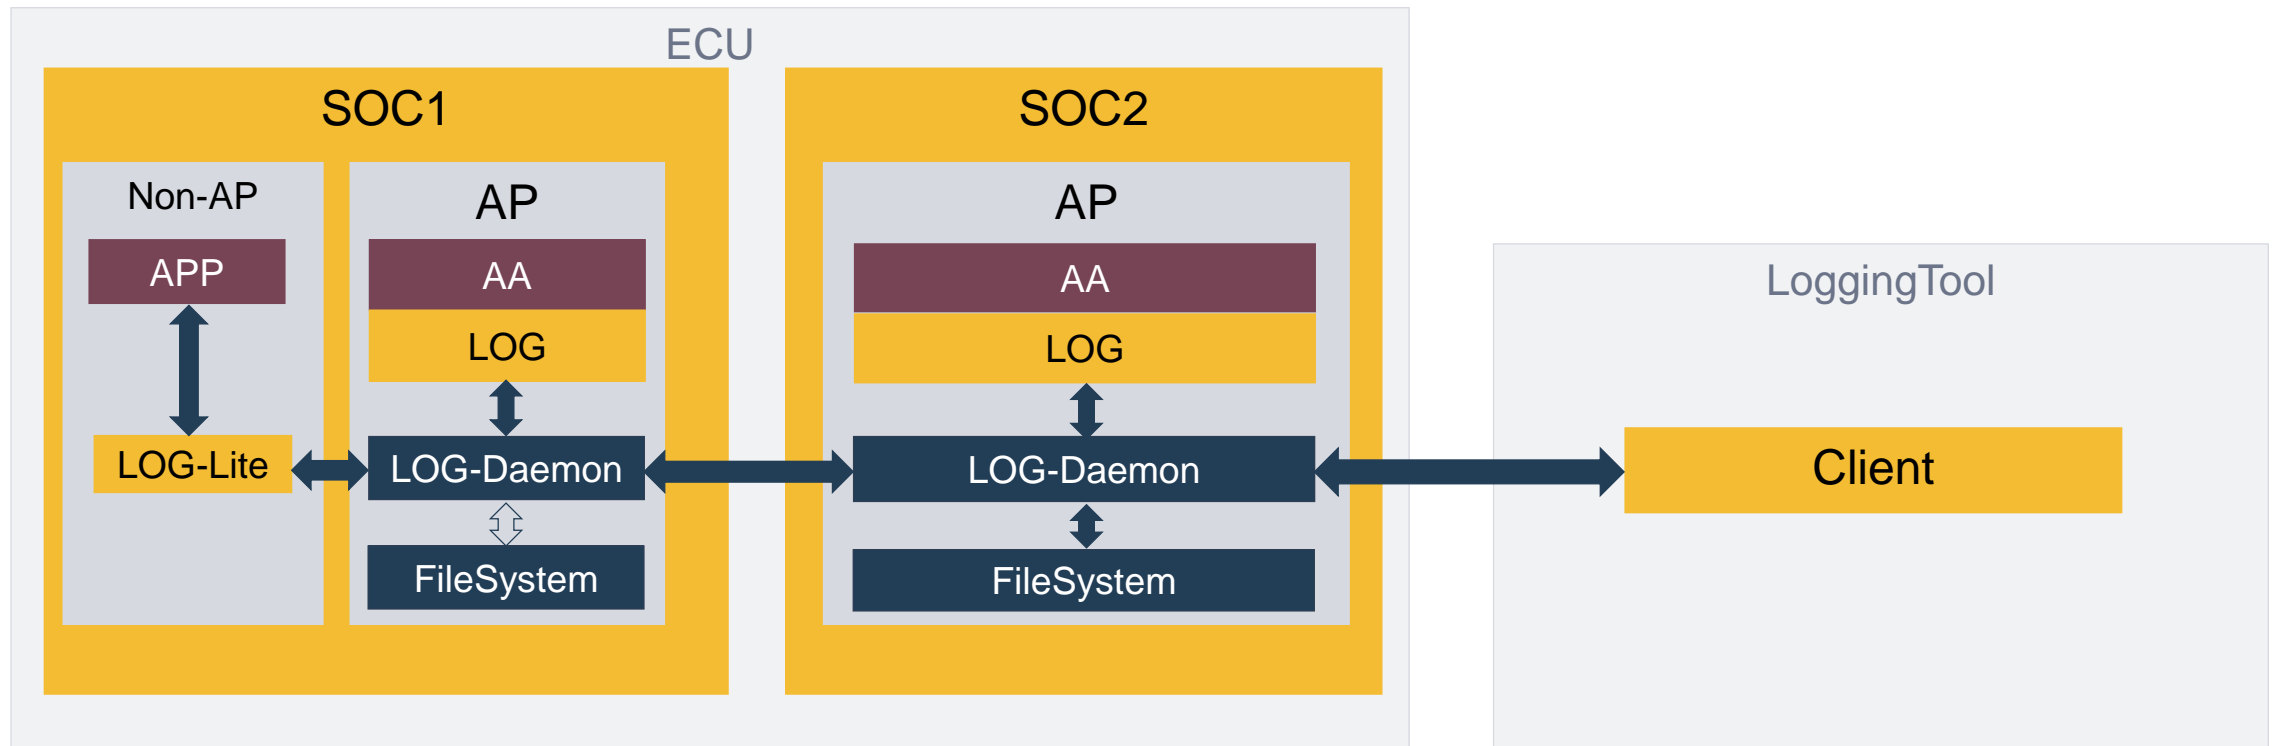 ECU
SOC1
Non-AP
APP
LOG-Lite
AP
AA
LOG
LOG-Daemon
FileSystem
SOC2
AP
AA
LOG
LOG-Daemon
FileSystem
LoggingTool
Client